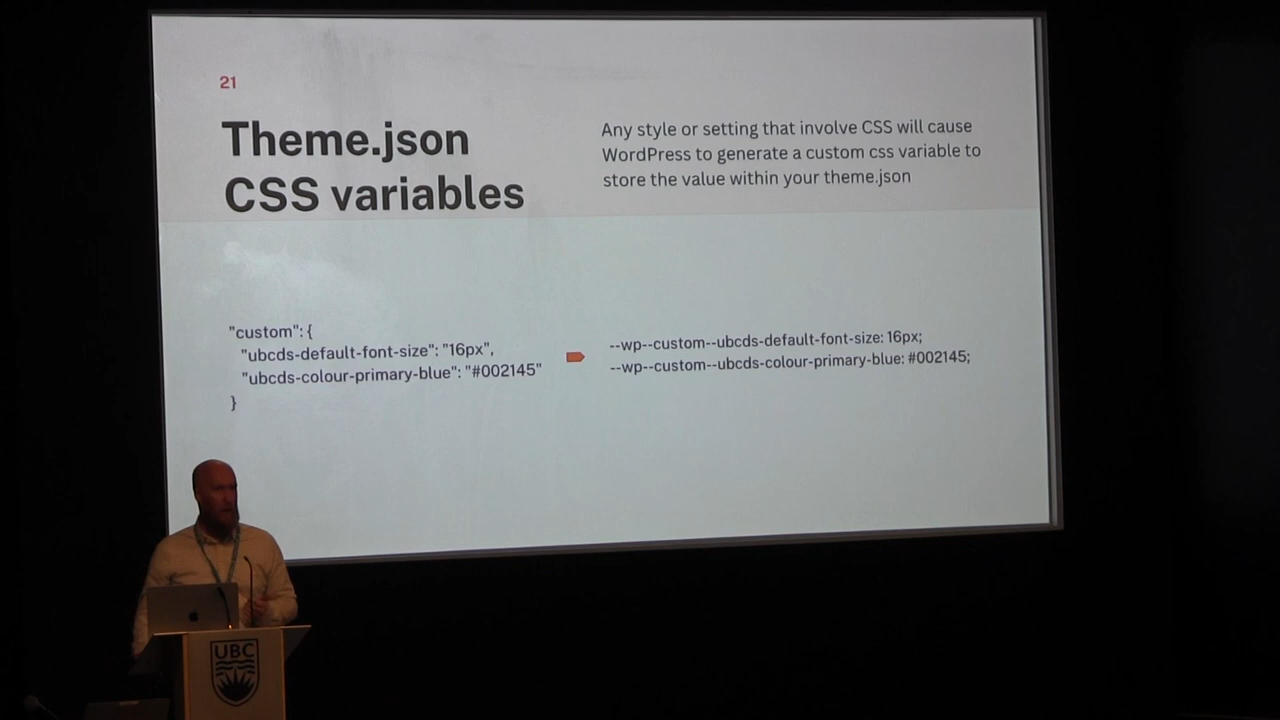 21
Theme.json
CSS variables
Any style or setting that involve CSS will cause
WordPress to generate a custom css variable to
store the value within your theme.json
"custom": {
"ubcds-default-font-size": "16px",
"ubcds-colour-primary-blue": "#002145"
}
--wp--custom--ubcds-default-font-size: 16px;
--wp--custom--ubcds-colour-primary-blue: #002145;
UBC